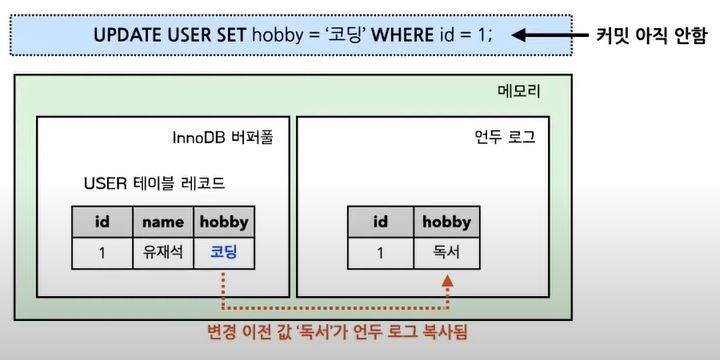 UPDATE USER SET hobby = ‘코딩’ WHERE id = 1;
커밋 아직 안함
메모리
InnoDB 버퍼풀
언두 로그
USER 테이블 레코드
id name hobby
1 유재석 코딩
id hobby
1 독서
변경 이전 값 ‘독서’가 언두 로그 복사됨